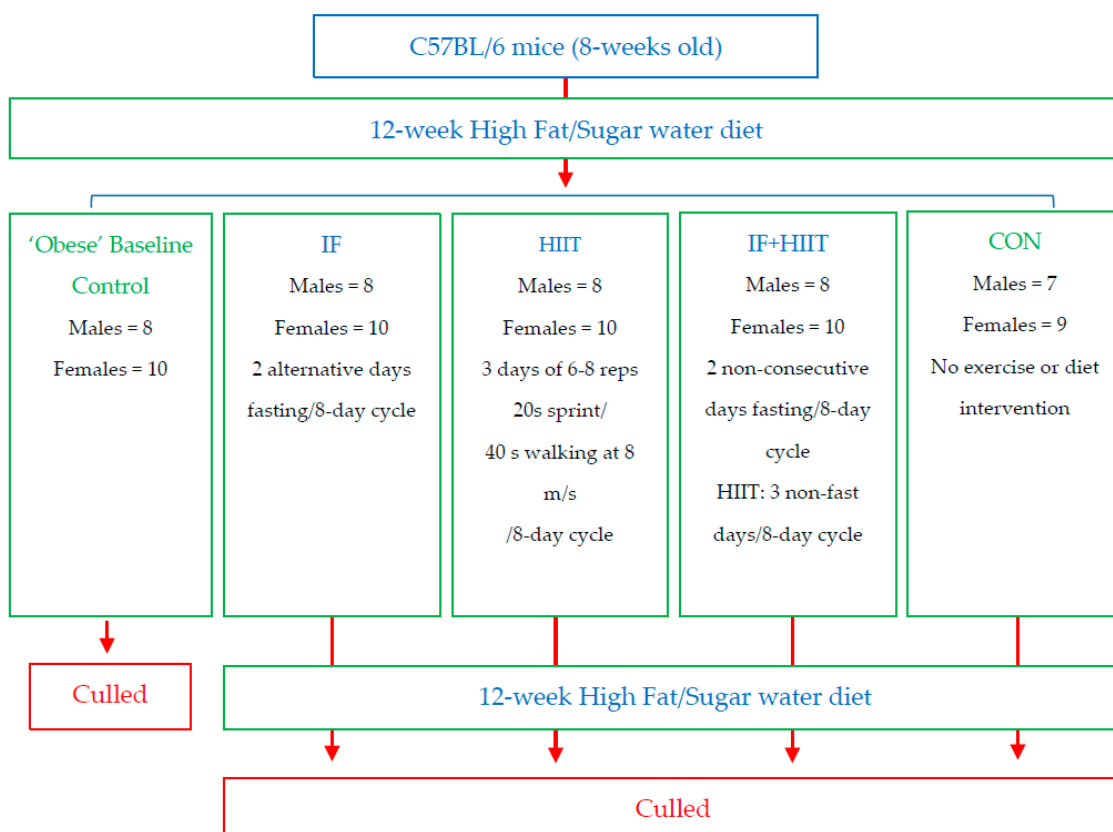 C57BL/6 mice (8-weeks old)
12-week High Fat/Sugar water diet
‘Obese’ Baseline
Control
Males = 8
Females = 10
IF
Males = 8
Females = 10
2 alternative days
fasting/8-day cycle
HIIT
Males = 8
Females = 10
3 days of 6-8 reps
20s sprint/
40 s walking at 8
m/s
/8-day cycle
IF+HIIT
Males = 8
Females = 10
2 non-consecutive
days fasting/8-day
cycle
HIIT: 3 non-fast
days/8-day cycle
CON
Males = 7
Females = 9
No exercise or diet
intervention
Culled
12-week High Fat/Sugar water diet
Culled